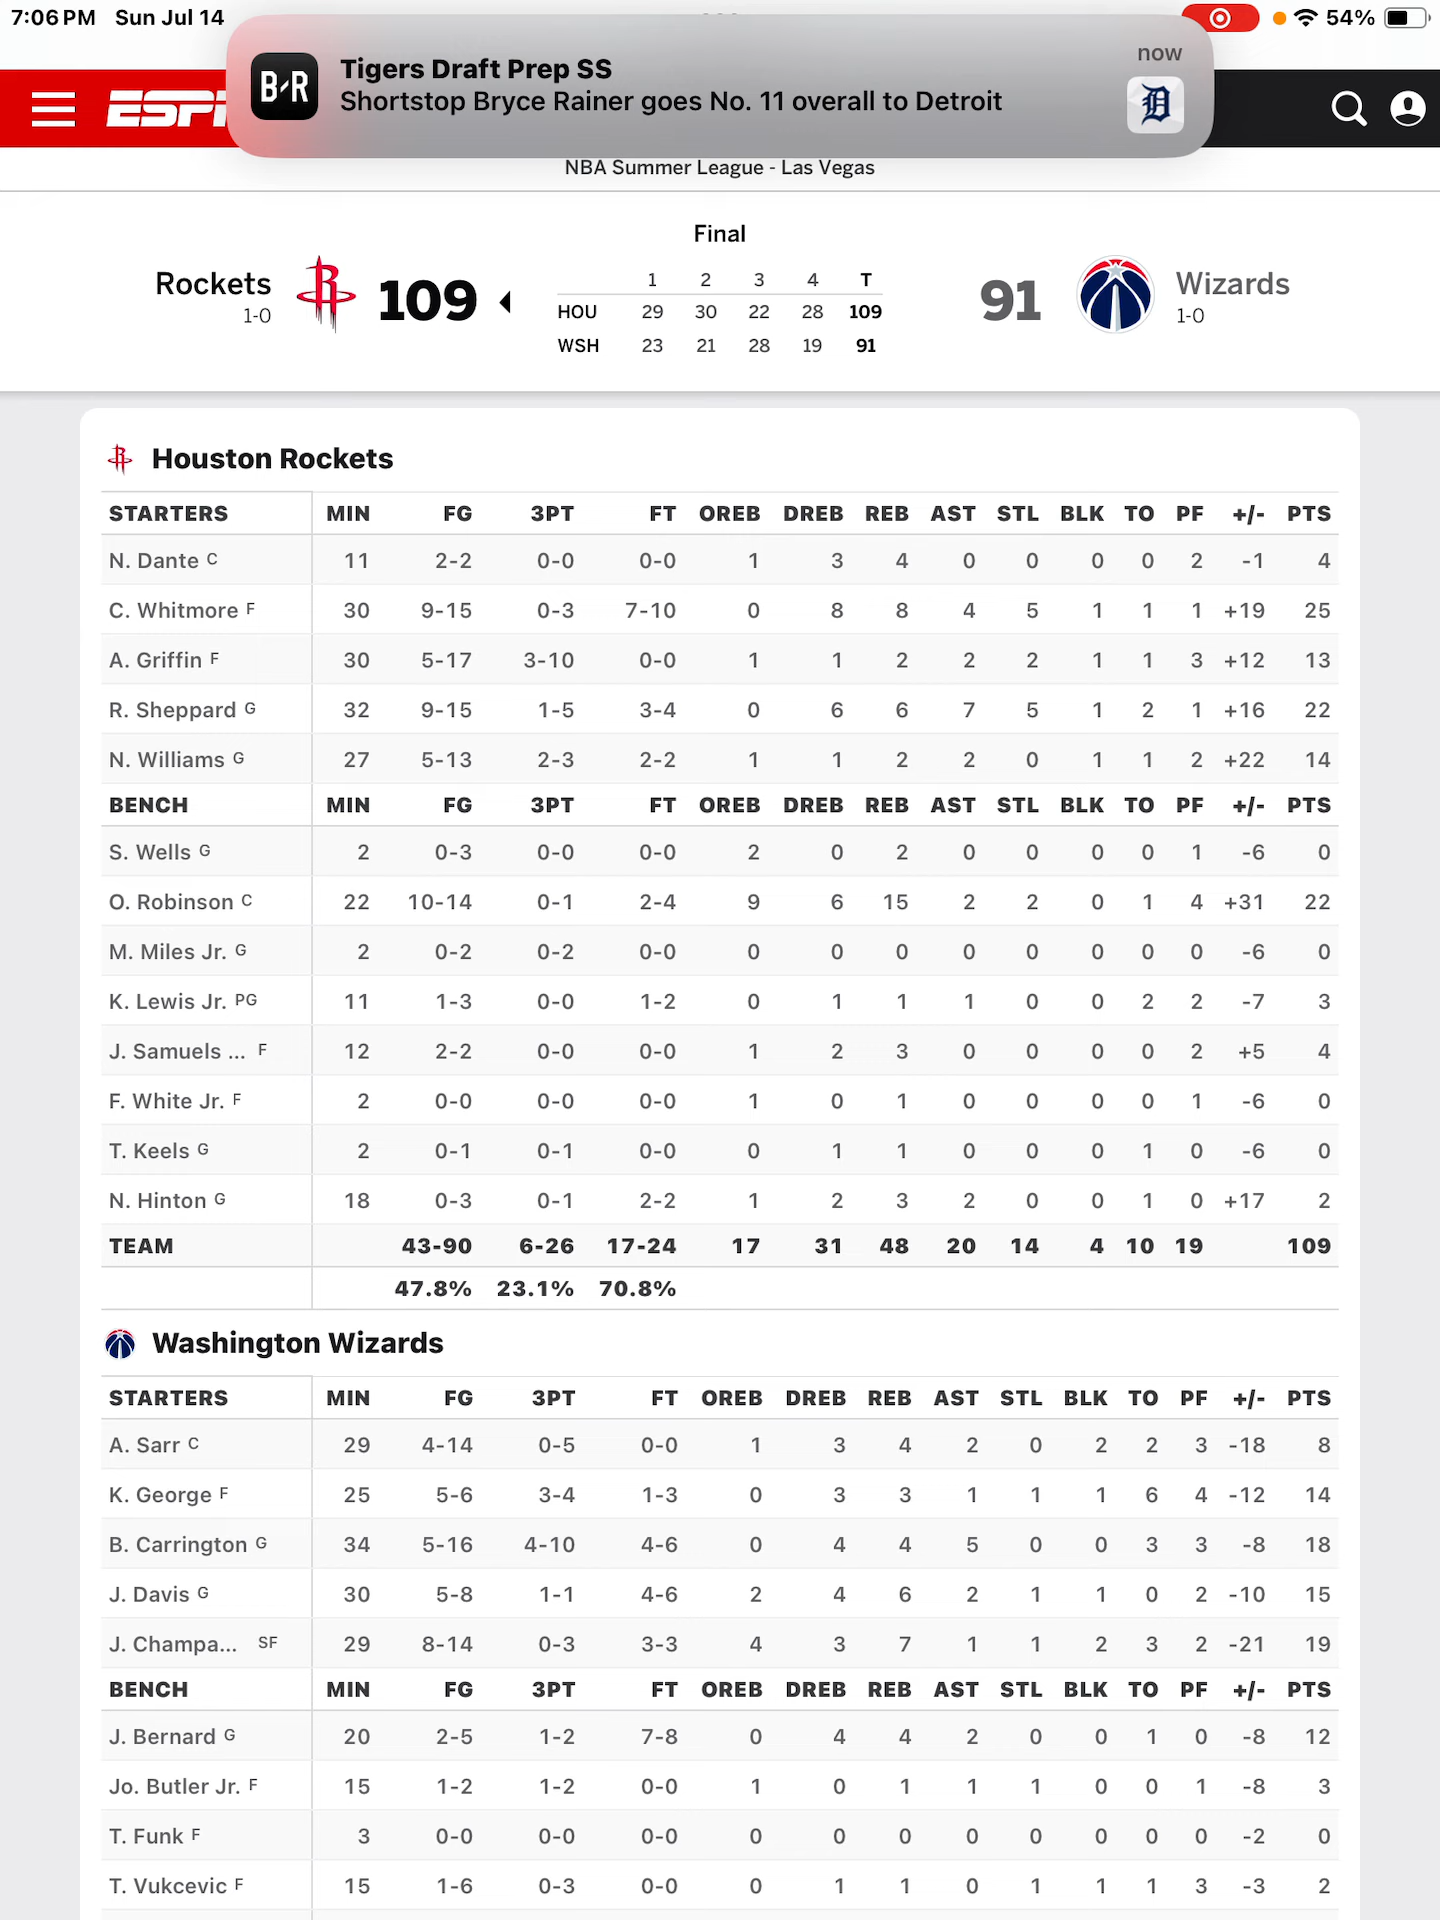 7:06 PM Sun Jul 14 54%
B·R Tigers Draft Prep SS now
Shortstop Bryce Rainer goes No. 11 overall to Detroit
NBA Summer League - Las Vegas
Final
Rockets 1-0 109 91 Wizards 1-0
1 2 3 4 T
HOU 29 30 22 28 109
WSH 23 21 28 19 91
Houston Rockets
STARTERS MIN FG 3PT FT OREB DREB REB AST STL BLK TO PF +/- PTS
N. Dante C 11 2-2 0-0 0-0 1 3 4 0 0 0 0 2 -1 4
C. Whitmore F 30 9-15 0-3 7-10 0 8 8 4 5 1 1 1 +19 25
A. Griffin F 30 5-17 3-10 0-0 1 1 2 2 2 1 1 3 +12 13
R. Sheppard G 32 9-15 1-5 3-4 0 6 6 7 5 1 2 1 +16 22
N. Williams G 27 5-13 2-3 2-2 1 1 2 2 0 1 1 2 +22 14
BENCH MIN FG 3PT FT OREB DREB REB AST STL BLK TO PF +/- PTS
S. Wells G 2 0-3 0-0 0-0 2 0 2 0 0 0 0 1 -6 0
O. Robinson C 22 10-14 0-1 2-4 9 6 15 2 2 0 1 4 +31 22
M. Miles Jr. G 2 0-2 0-2 0-0 0 0 0 0 0 0 0 0 -6 0
K. Lewis Jr. PG 11 1-3 0-0 1-2 0 1 1 1 0 0 2 2 -7 3
J. Samuels ... F 12 2-2 0-0 0-0 1 2 3 0 0 0 0 2 +5 4
F. White Jr. F 2 0-0 0-0 0-0 1 0 1 0 0 0 0 1 -6 0
T. Keels G 2 0-1 0-1 0-0 0 1 1 0 0 0 1 0 -6 0
N. Hinton G 18 0-3 0-1 2-2 1 2 3 2 0 0 1 0 +17 2
TEAM 43-90 6-26 17-24 17 31 48 20 14 4 10 19 109
47.8% 23.1% 70.8%
Washington Wizards
STARTERS MIN FG 3PT FT OREB DREB REB AST STL BLK TO PF +/- PTS
A. Sarr C 29 4-14 0-5 0-0 1 3 4 2 0 2 2 3 -18 8
K. George F 25 5-6 3-4 1-3 0 3 3 1 1 1 6 4 -12 14
B. Carrington G 34 5-16 4-10 4-6 0 4 4 5 0 0 3 3 -8 18
J. Davis G 30 5-8 1-1 4-6 2 4 6 2 1 1 0 2 -10 15
J. Champa... SF 29 8-14 0-3 3-3 4 3 7 1 1 2 3 2 -21 19
BENCH MIN FG 3PT FT OREB DREB REB AST STL BLK TO PF +/- PTS
J. Bernard G 20 2-5 1-2 7-8 0 4 4 2 0 0 1 0 -8 12
Jo. Butler Jr. F 15 1-2 1-2 0-0 1 0 1 1 1 0 0 1 -8 3
T. Funk F 3 0-0 0-0 0-0 0 0 0 0 0 0 0 0 -2 0
T. Vukcevic F 15 1-6 0-3 0-0 0 1 1 0 1 1 1 3 -3 2